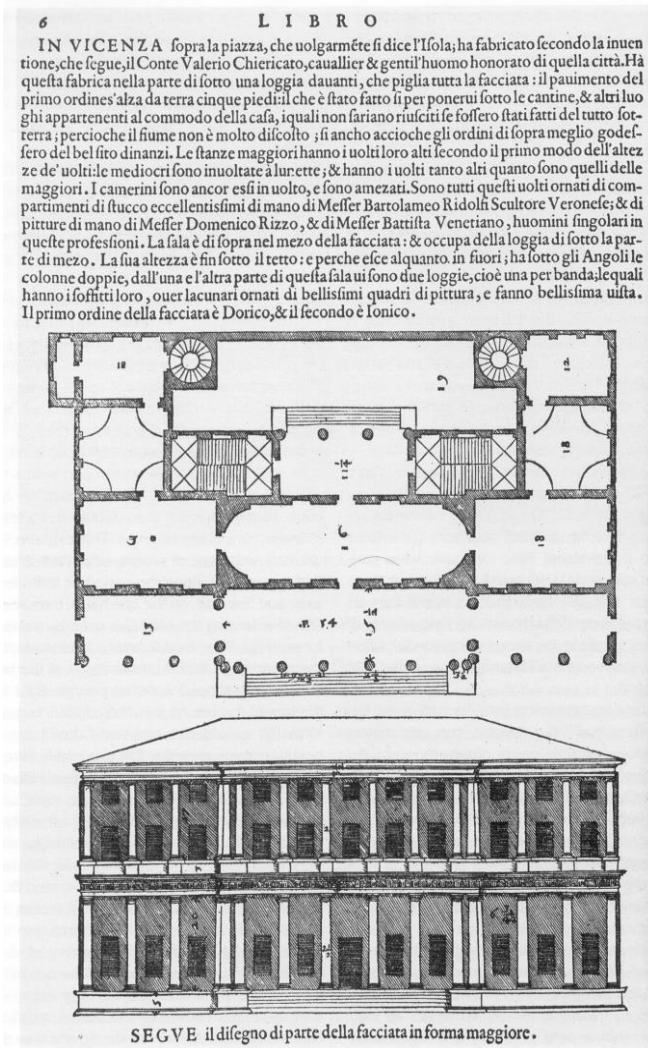 6 LIBRO
IN VICENZA ſopra la piazza, che uolgarmẽte ſi dice l'Iſola; ha fabricato ſecondo la inuen
tione, che ſegue, il Conte Valerio Chiericato, cauallier & gentil'huomo honorato di quella città. Hà
queſta fabrica nella parte di ſotto una loggia dauanti, che piglia tutta la facciata: il pauimento del
primo ordine s'alza da terra cinque piedi: il che è ſtato fatto ſi per ponerui ſotto le cantine, & altri luo
ghi appartenenti al commodo della caſa, iquali non ſariano riuſciti ſe foſſero ſtati fatti del tutto ſot-
terra; percioche il fiume non è molto diſcoſto; ſi ancho accioche gli ordini di ſopra meglio godeſ-
ſero del bel ſito dinanzi. Le ſtanze maggiori hanno i uolti loro alti ſecondo il primo modo dell'altez
ze de' uolti: le mediocri ſono inuoltate à lunette; & hanno i uolti tanto alti quanto ſono quelli delle
maggiori. I camerini ſono ancor eſsi in uolto, e ſono amezati. Sono tutti queſti uolti ornati di com-
partimenti di ſtucco eccellentiſsimi di mano di Meſſer Bartolameo Ridolfi Scultore Veroneſe; & di
pitture di mano di Meſſer Domenico Rizzo, & di Meſſer Battiſta Venetiano, huomini ſingolari in
queſte profeſsioni. La ſala è di ſopra nel mezo della facciata: & occupa della loggia di ſotto la par-
te di mezo. La ſua altezza è fin ſotto il tetto: e perche eſce alquanto in fuori; ha ſotto gli Angoli le
colonne doppie, dall'una e l'altra parte di queſta ſala ui ſono due loggie, cioè una per banda; lequali
hanno i ſoffitti loro, ouer lacunari ornati di belliſsimi quadri di pittura, e fanno belliſsima uiſta.
Il primo ordine della facciata è Dorico, & il ſecondo è Ionico.
12
12
19
18
16
18
P. 54
SEGVE il diſegno di parte della facciata in forma maggiore.